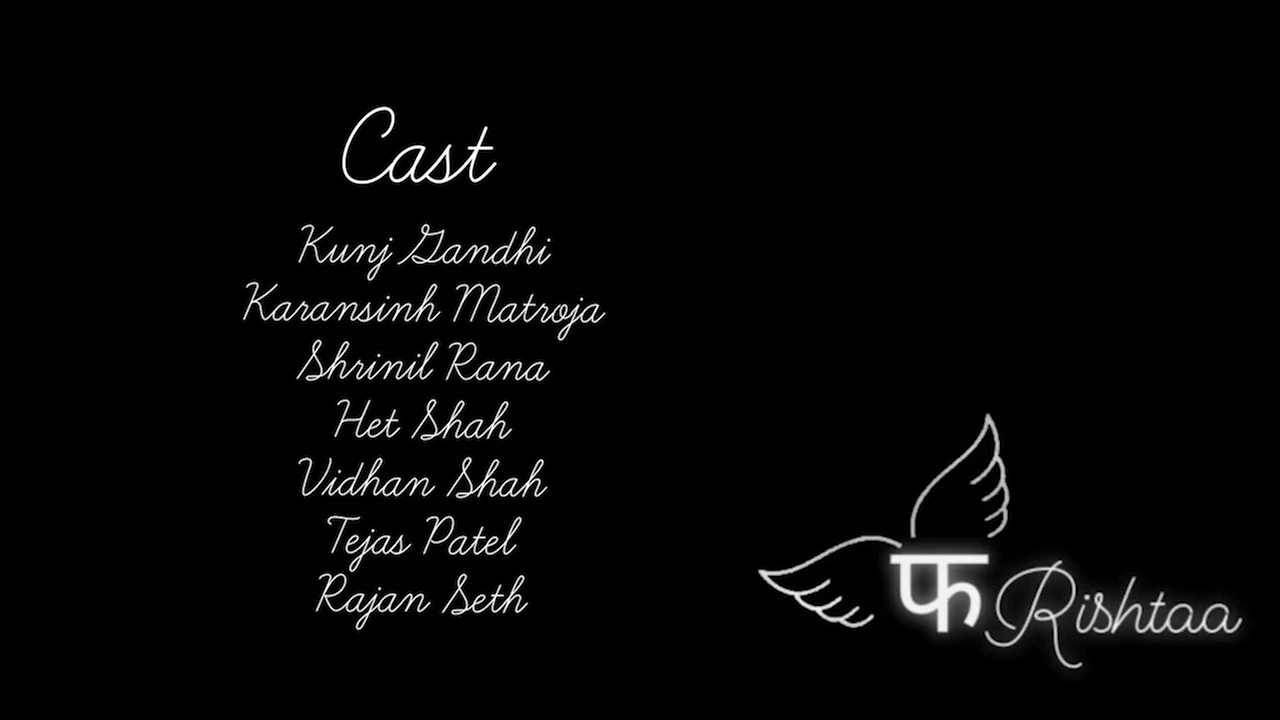 Cast
Kunj Gandhi
Karansinh Matroja
Shrinil Rana
Het Shah
Vidhan Shah
Tejas Patel
Rajan Seth
फ Rishtaa